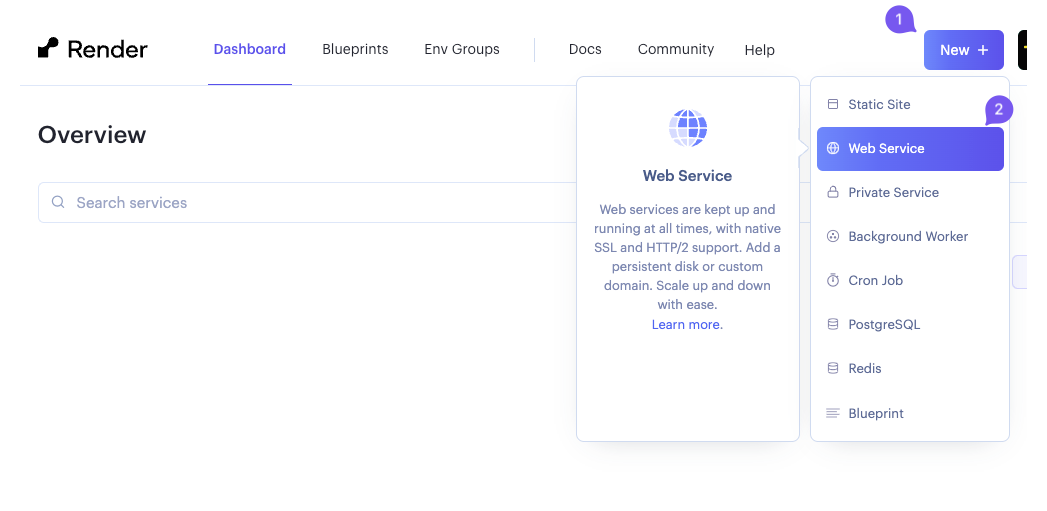 1
Render
Dashboard
Blueprints
Env Groups
Docs
Community
Help
New +
Overview
Search services
Web Service
Web services are kept up and
running at all times, with native
SSL and HTTP/2 support. Add a
persistent disk or custom
domain. Scale up and down
with ease.
Learn more.
Static Site
2
Web Service
Private Service
Background Worker
Cron Job
PostgreSQL
Redis
Blueprint